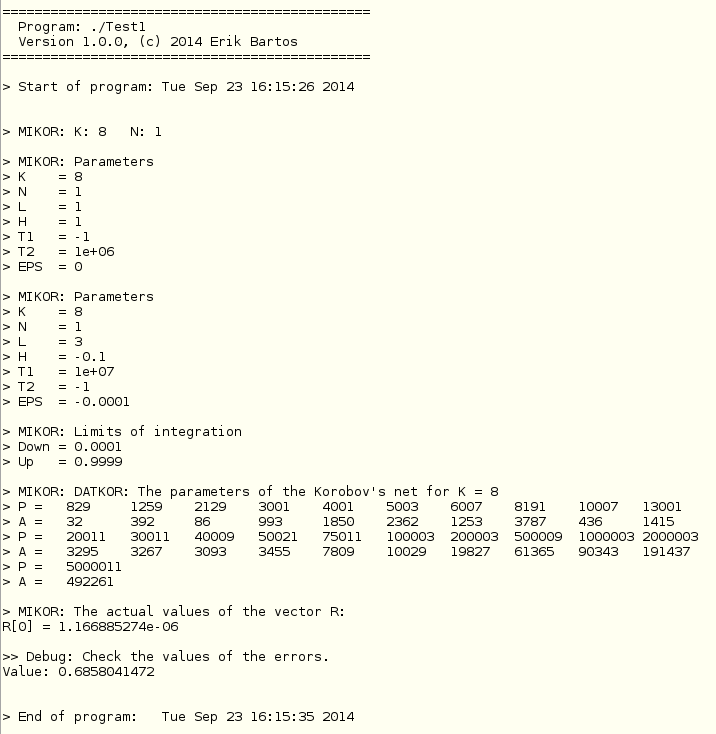 ==============================================
  Program: ./Test1
  Version 1.0.0, (c) 2014 Erik Bartos
==============================================
> Start of program: Tue Sep 23 16:15:26 2014
> MIKOR: K: 8   N: 1
> MIKOR: Parameters
> K    = 8
> N    = 1
> L    = 1
> H    = 1
> T1   = -1
> T2   = 1e+06
> EPS  = 0
> MIKOR: Parameters
> K    = 8
> N    = 1
> L    = 3
> H    = -0.1
> T1   = 1e+07
> T2   = -1
> EPS  = -0.0001
> MIKOR: Limits of integration
> Down = 0.0001
> Up   = 0.9999
> MIKOR: DATKOR: The parameters of the Korobov's net for K = 8
> P =   829     1259    2129    3001    4001    5003    6007    8191    10007   13001
> A =   32      392     86      993     1850    2362    1253    3787    436     1415
> P =   20011   30011   40009   50021   75011   100003  200003  500009  1000003 2000003
> A =   3295    3267    3093    3455    7809    10029   19827   61365   90343   191437
> P =   5000011
> A =   492261
> MIKOR: The actual values of the vector R:
R[0] = 1.166885274e-06
>> Debug: Check the values of the errors.
Value: 0.6858041472
> End of program:   Tue Sep 23 16:15:35 2014